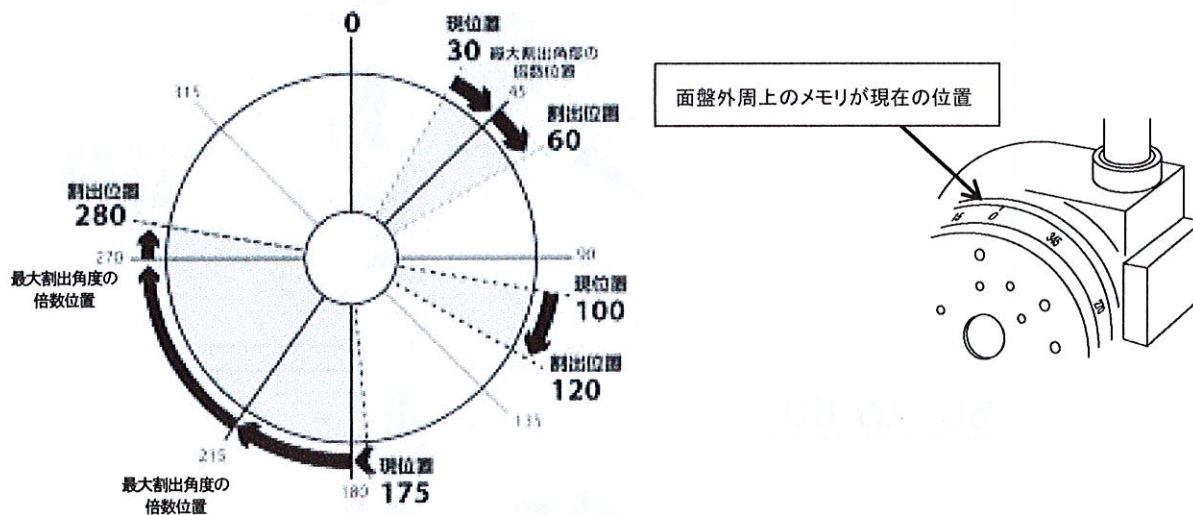 0
現位置
30
最大割出角度の
倍数位置
45
割出位置
60
315
割出位置
280
270
最大割出角度の
倍数位置
90
現位置
100
割出位置
120
135
215
最大割出角度の
倍数位置
180
現位置
175
面盤外周上のメモリが現在の位置
15
0
345